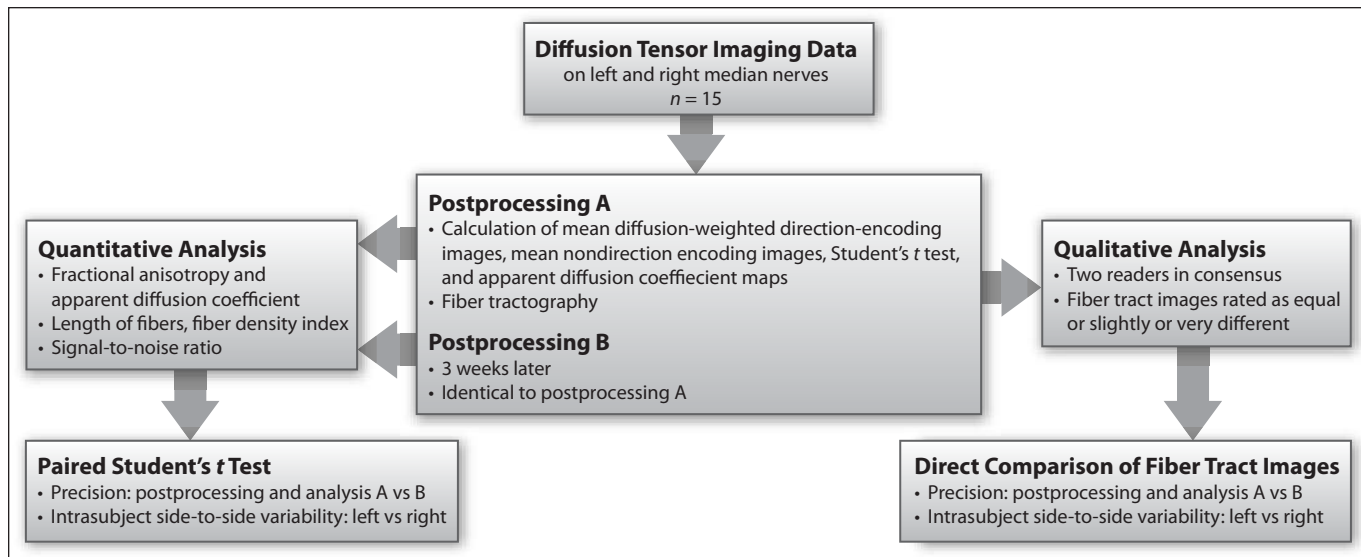 Diffusion Tensor Imaging Data
on left and right median nerves
n = 15
Postprocessing A
• Calculation of mean diffusion-weighted direction-encoding
images, mean nondirection encoding images, Student's t test,
and apparent diffusion coeffiecient maps
• Fiber tractography
Postprocessing B
• 3 weeks later
• Identical to postprocessing A
Quantitative Analysis
• Fractional anisotropy and
apparent diffusion coefficient
• Length of fibers, fiber density index
• Signal-to-noise ratio
Qualitative Analysis
• Two readers in consensus
• Fiber tract images rated as equal
or slightly or very different
Paired Student's t Test
• Precision: postprocessing and analysis A vs B
• Intrasubject side-to-side variability: left vs right
Direct Comparison of Fiber Tract Images
• Precision: postprocessing and analysis A vs B
• Intrasubject side-to-side variability: left vs right